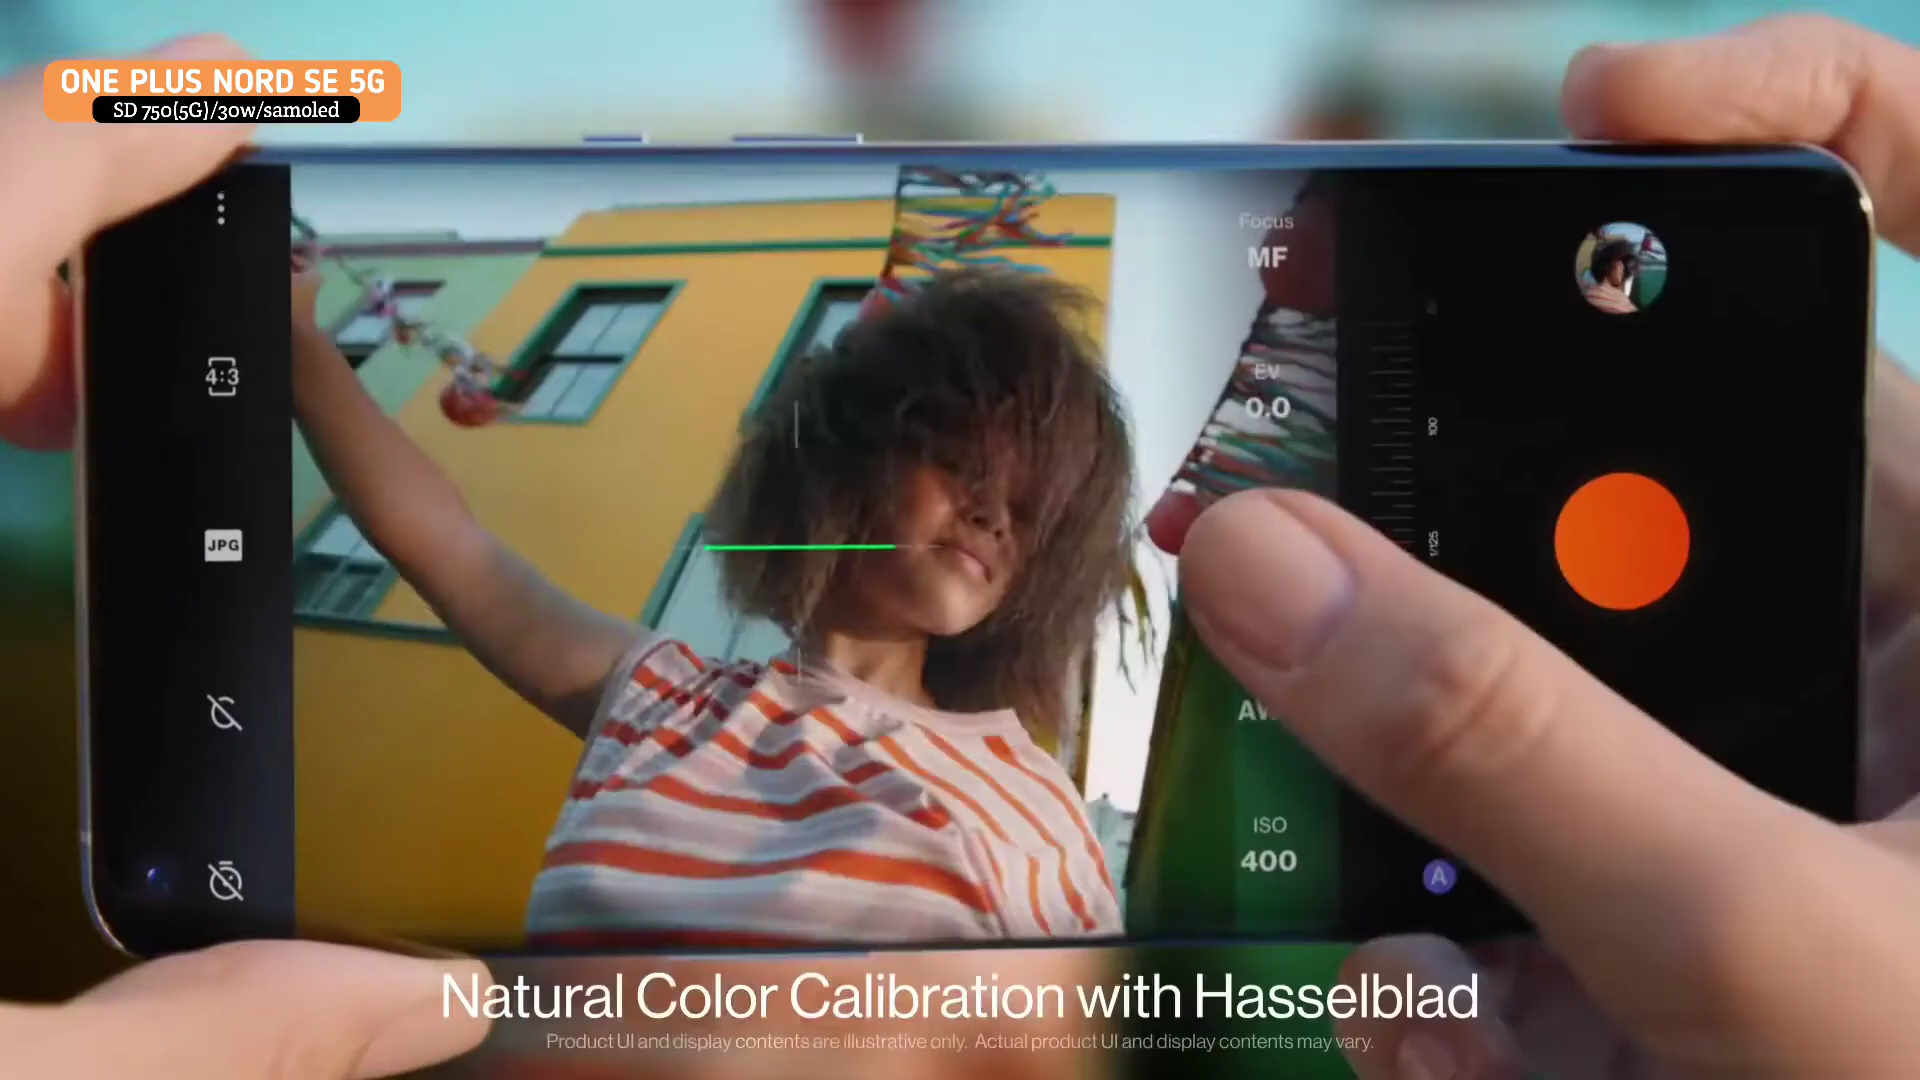 ONE PLUS NORD SE 5G
SD 750(5G)/30w/samoled
Focus
MF
4:3
EV
0.0
100
JPG
1/125
ISO
400
A
Natural Color Calibration with Hasselblad
Product UI and display contents are illustrative only. Actual product UI and display contents may vary.